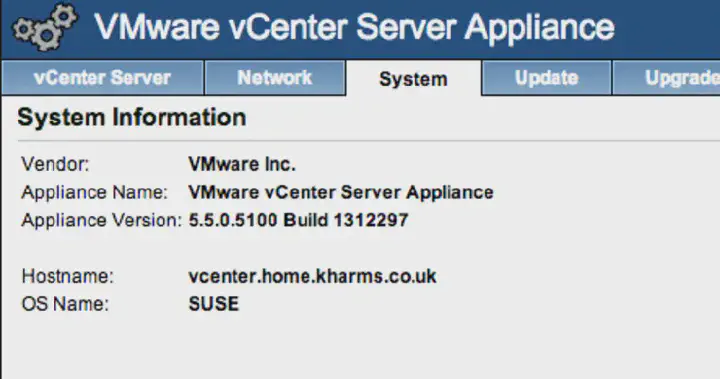 VMware vCenter Server Appliance
vCenter Server Network System Update Upgrade
System Information
Vendor: VMware Inc.
Appliance Name: VMware vCenter Server Appliance
Appliance Version: 5.5.0.5100 Build 1312297
Hostname: vcenter.home.kharms.co.uk
OS Name: SUSE